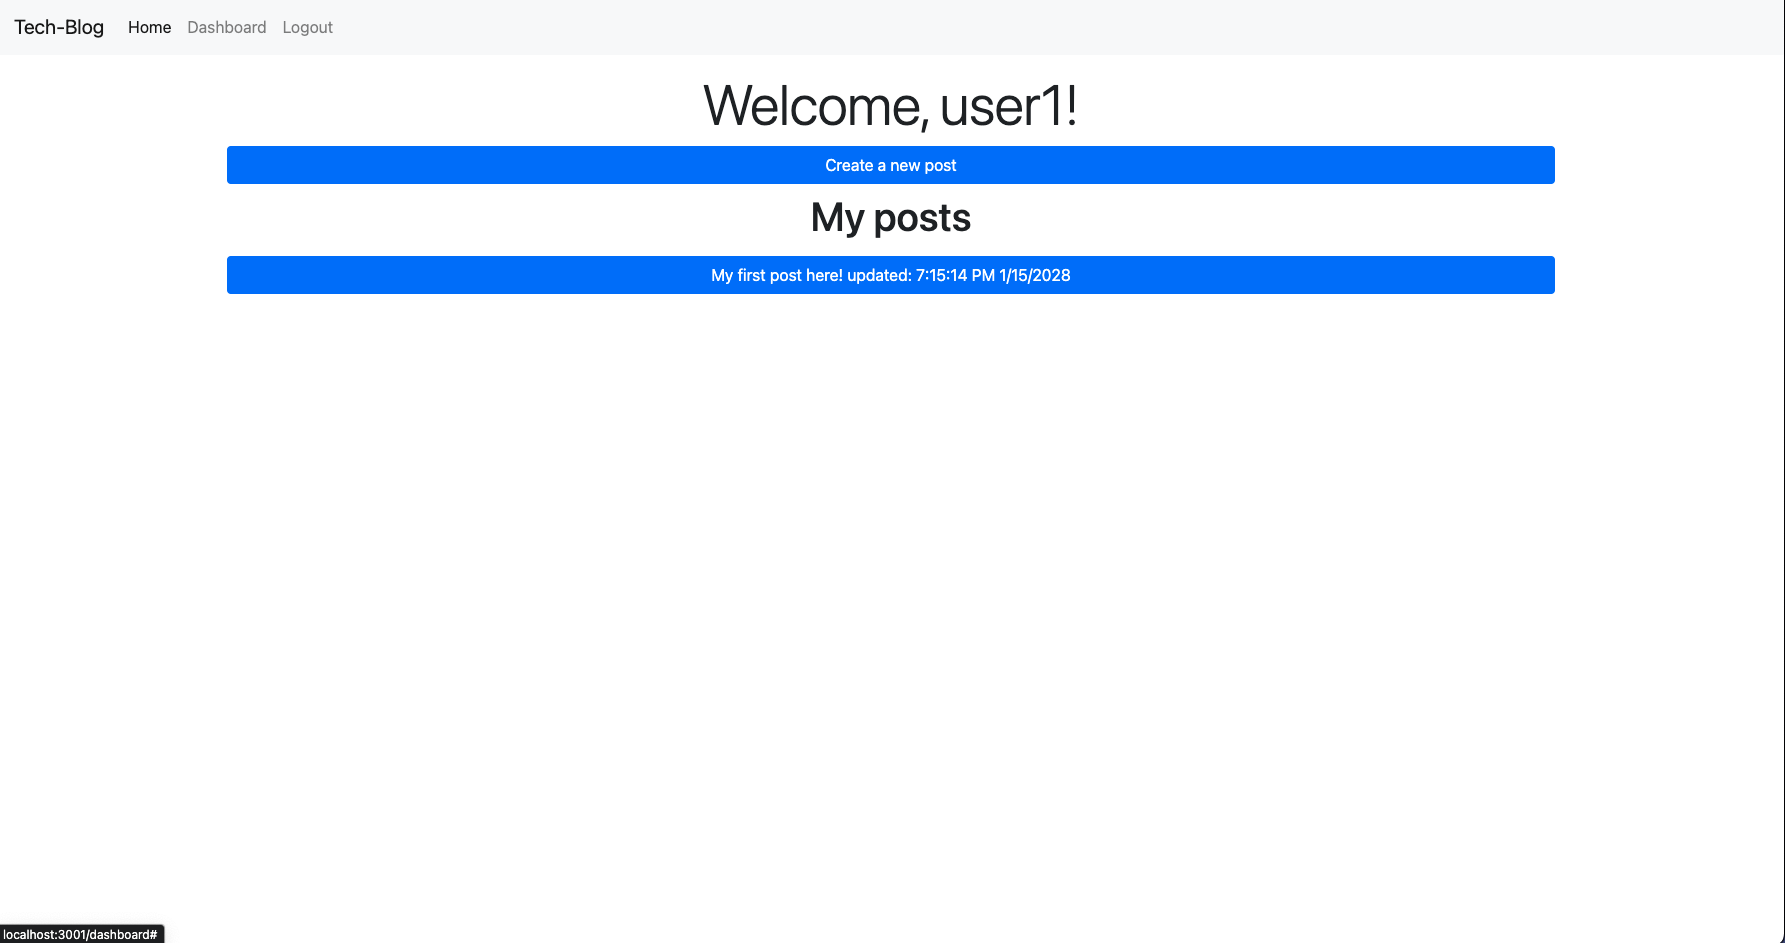 Tech-Blog Home Dashboard Logout
Welcome, user1!
Create a new post
My posts
My first post here! updated: 7:15:14 PM 1/15/2028
localhost:3001/dashboard#